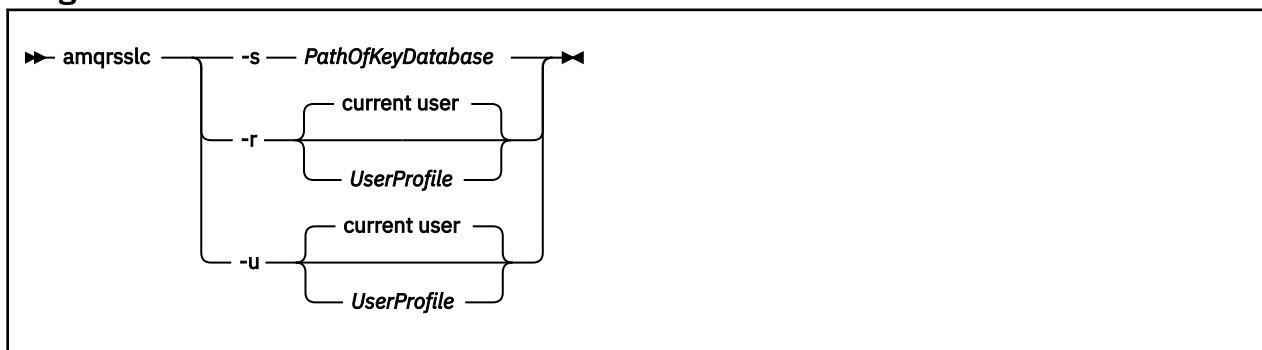 amqrsslc -s PathOfKeyDatabase
current user
-r
UserProfile
current user
-u
UserProfile